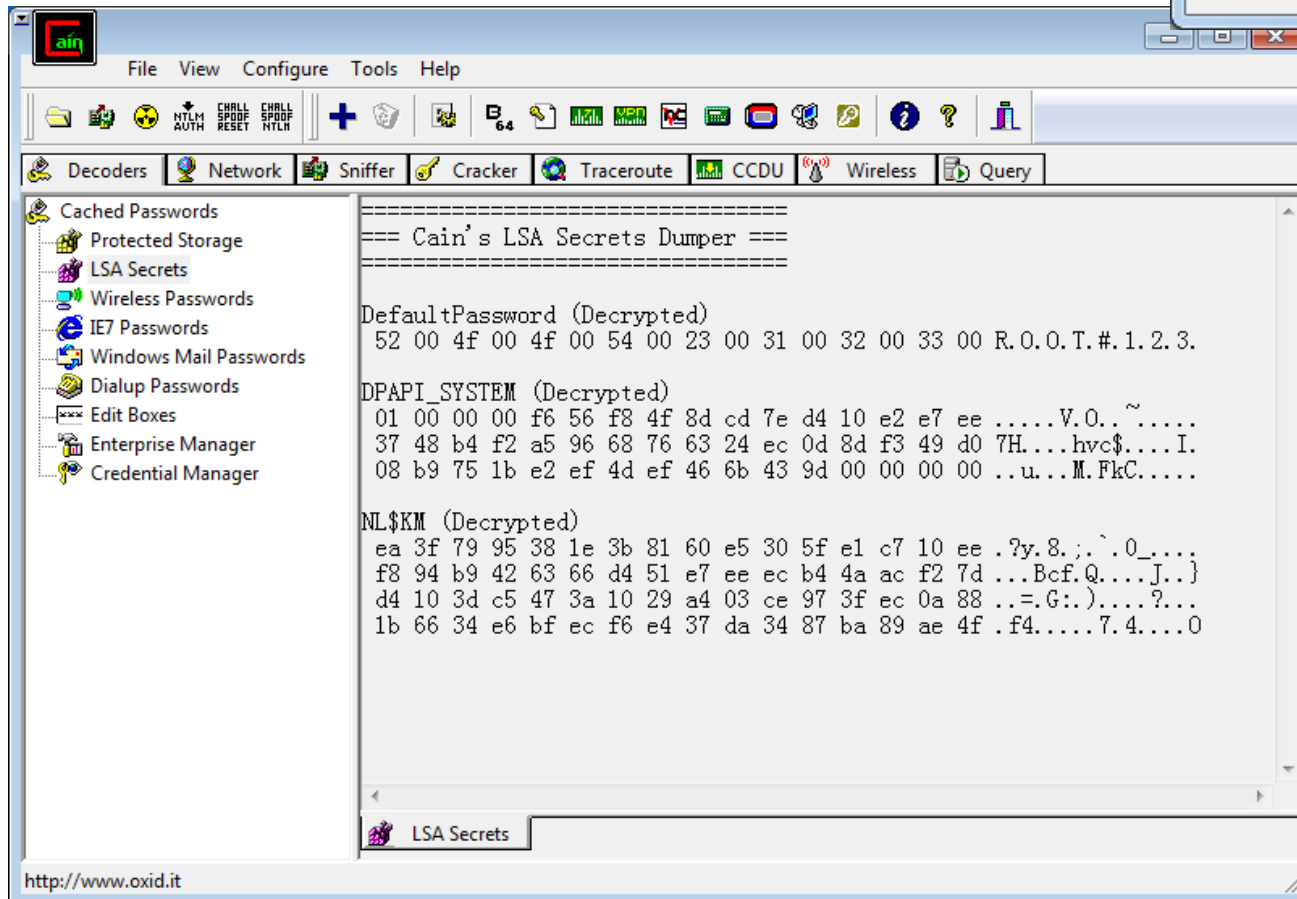 Cain
File View Configure Tools Help
NTLM AUTH CHALL SPOOF RESET CHALL SPOOF NTLM B 64
Decoders Network Sniffer Cracker Traceroute CCDU Wireless Query
Cached Passwords
Protected Storage
LSA Secrets
Wireless Passwords
IE7 Passwords
Windows Mail Passwords
Dialup Passwords
Edit Boxes
Enterprise Manager
Credential Manager
=================================
=== Cain's LSA Secrets Dumper ===
=================================
DefaultPassword (Decrypted)
52 00 4f 00 4f 00 54 00 23 00 31 00 32 00 33 00 R.O.O.T.#.1.2.3.
DPAPI_SYSTEM (Decrypted)
01 00 00 00 f6 56 f8 4f 8d cd 7e d4 10 e2 e7 ee .....V.O..~.....
37 48 b4 f2 a5 96 68 76 63 24 ec 0d 8d f3 49 d0 7H....hvc$....I.
08 b9 75 1b e2 ef 4d ef 46 6b 43 9d 00 00 00 00 ..u...M.FkC.....
NL$KM (Decrypted)
ea 3f 79 95 38 1e 3b 81 60 e5 30 5f e1 c7 10 ee .?y.8.;.`.0_....
f8 94 b9 42 63 66 d4 51 e7 ee ec b4 4a ac f2 7d ...Bcf.Q....J..}
d4 10 3d c5 47 3a 10 29 a4 03 ce 97 3f ec 0a 88 ..=.G:.)....?...
1b 66 34 e6 bf ec f6 e4 37 da 34 87 ba 89 ae 4f .f4.....7.4....O
LSA Secrets
http://www.oxid.it